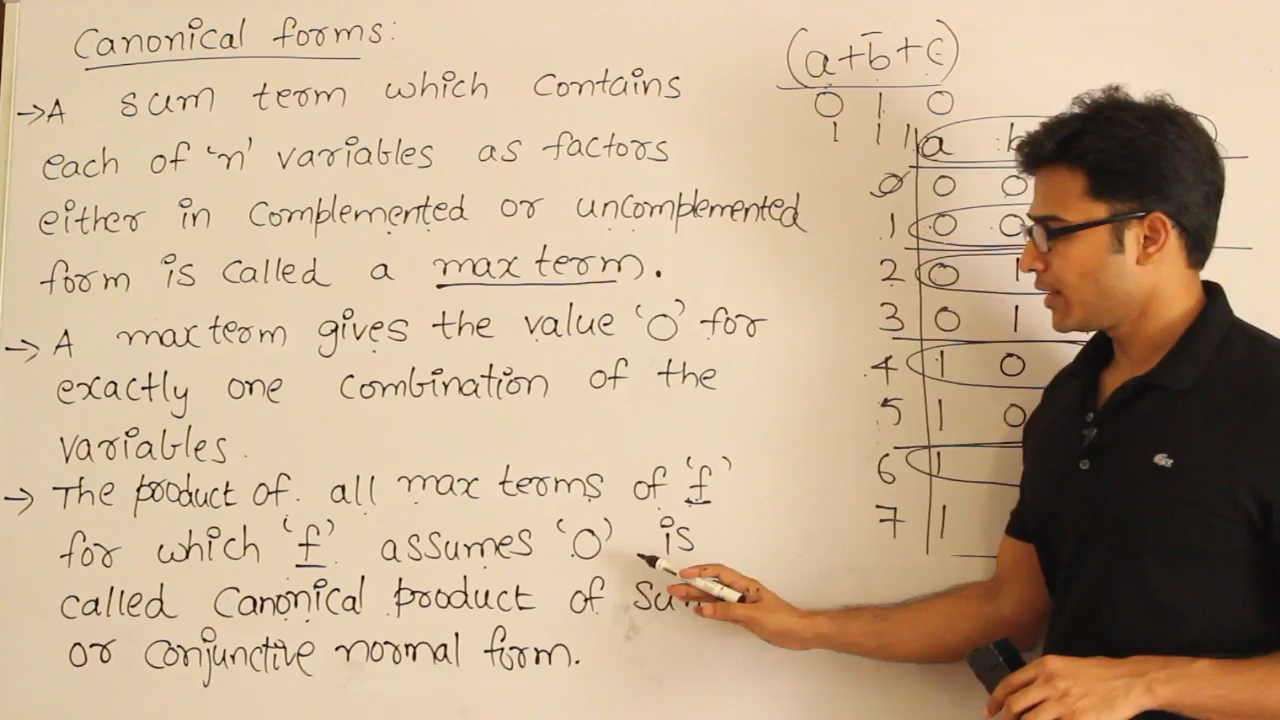 Canonical forms:
→ A sum term which contains
each of 'n' variables as factors
either in complemented or uncomplemented
form is called a max term.
→ A max term gives the value '0' for
exactly one combination of the
variables.
→ The product of all max terms of 'f'
for which 'f' assumes '0' is
called canonical product of
or conjunctive normal form.
(a+b̅+c)
0 1 0
1 1 1
a
0 0 0
1 0 0
2 0 1
3 0 1
4 1 0
5 1 0
6 1
7 1